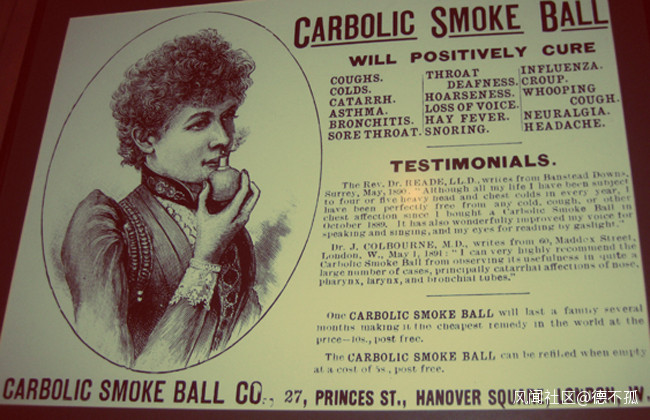 CARBOLIC SMOKE BALL
WILL POSITIVELY CURE
COUGHS.
COLDS.
CATARRH.
ASTHMA.
BRONCHITIS.
SORE THROAT.
THROAT
DEAFNESS.
HOARSENESS.
LOSS OF VOICE.
HAY FEVER.
SNORING.
INFLUENZA.
CROUP.
WHOOPING
COUGH.
NEURALGIA.
HEADACHE.
TESTIMONIALS.
The Rev. Dr. READE, LL.D., writes from Banstead Downs,
Surrey, May, 1890. "Although all my life I have been subject
to four or five heavy head and chest colds in every year, I
have been perfectly free from any cold, cough, or other
chest affection since I bought a Carbolic Smoke Ball in
October 1889. It has also wonderfully improved my voice for
speaking and singing, and my eyes for reading by gaslight."
Dr. J. COLBOURNE, M.D., writes from 60, Maddox Street,
London, W., May 1, 1891: "I can very highly recommend the
Carbolic Smoke Ball from observing its usefulness in quite a
large number of cases, principally catarrhal affections of nose,
pharynx, larynx, and bronchial tubes."
One CARBOLIC SMOKE BALL will last a family several
months making it the cheapest remedy in the world at the
price—10s., post free.
The CARBOLIC SMOKE BALL can be refilled when empty
at a cost of 5s., post free.
CARBOLIC SMOKE BALL CO., 27, PRINCES ST., HANOVER SQUARE, LONDON, W.
风闻社区@德不孤